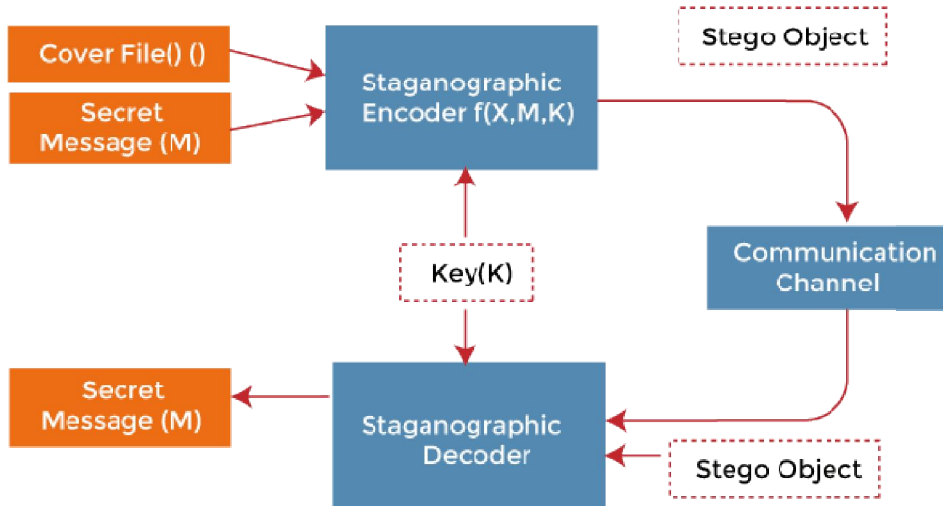 Cover File() ()
Secret
Message (M)
Staganographic
Encoder f(X,M,K)
Stego Object
Key(K)
Communication
Channel
Secret
Message (M)
Staganographic
Decoder
Stego Object